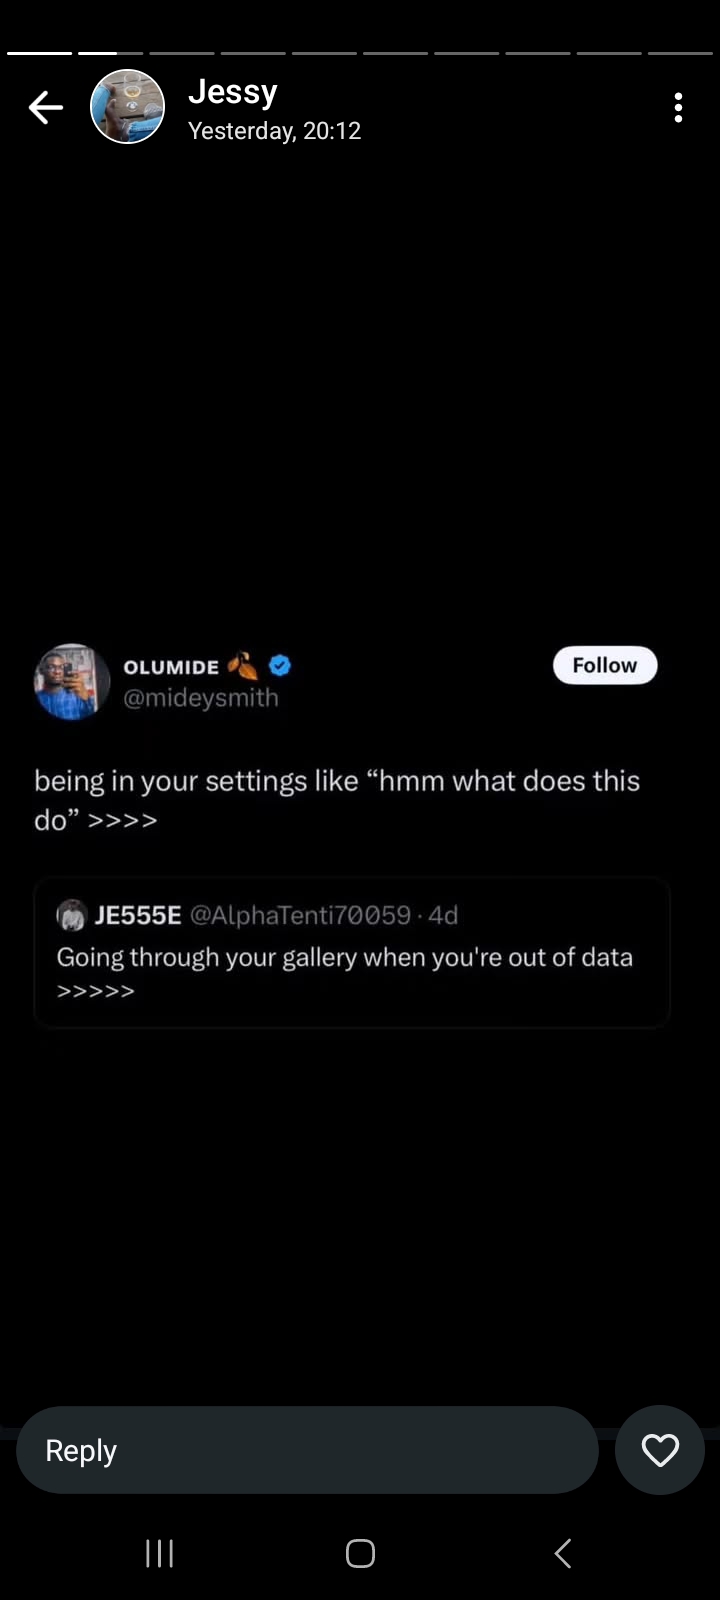 Jessy
Yesterday, 20:12
OLUMIDE
Follow
@mideysmith
being in your settings like “hmm what does this
do” >>>>
JE555E @AlphaTenti70059 · 4d
Going through your gallery when you're out of data
>>>>>
Reply